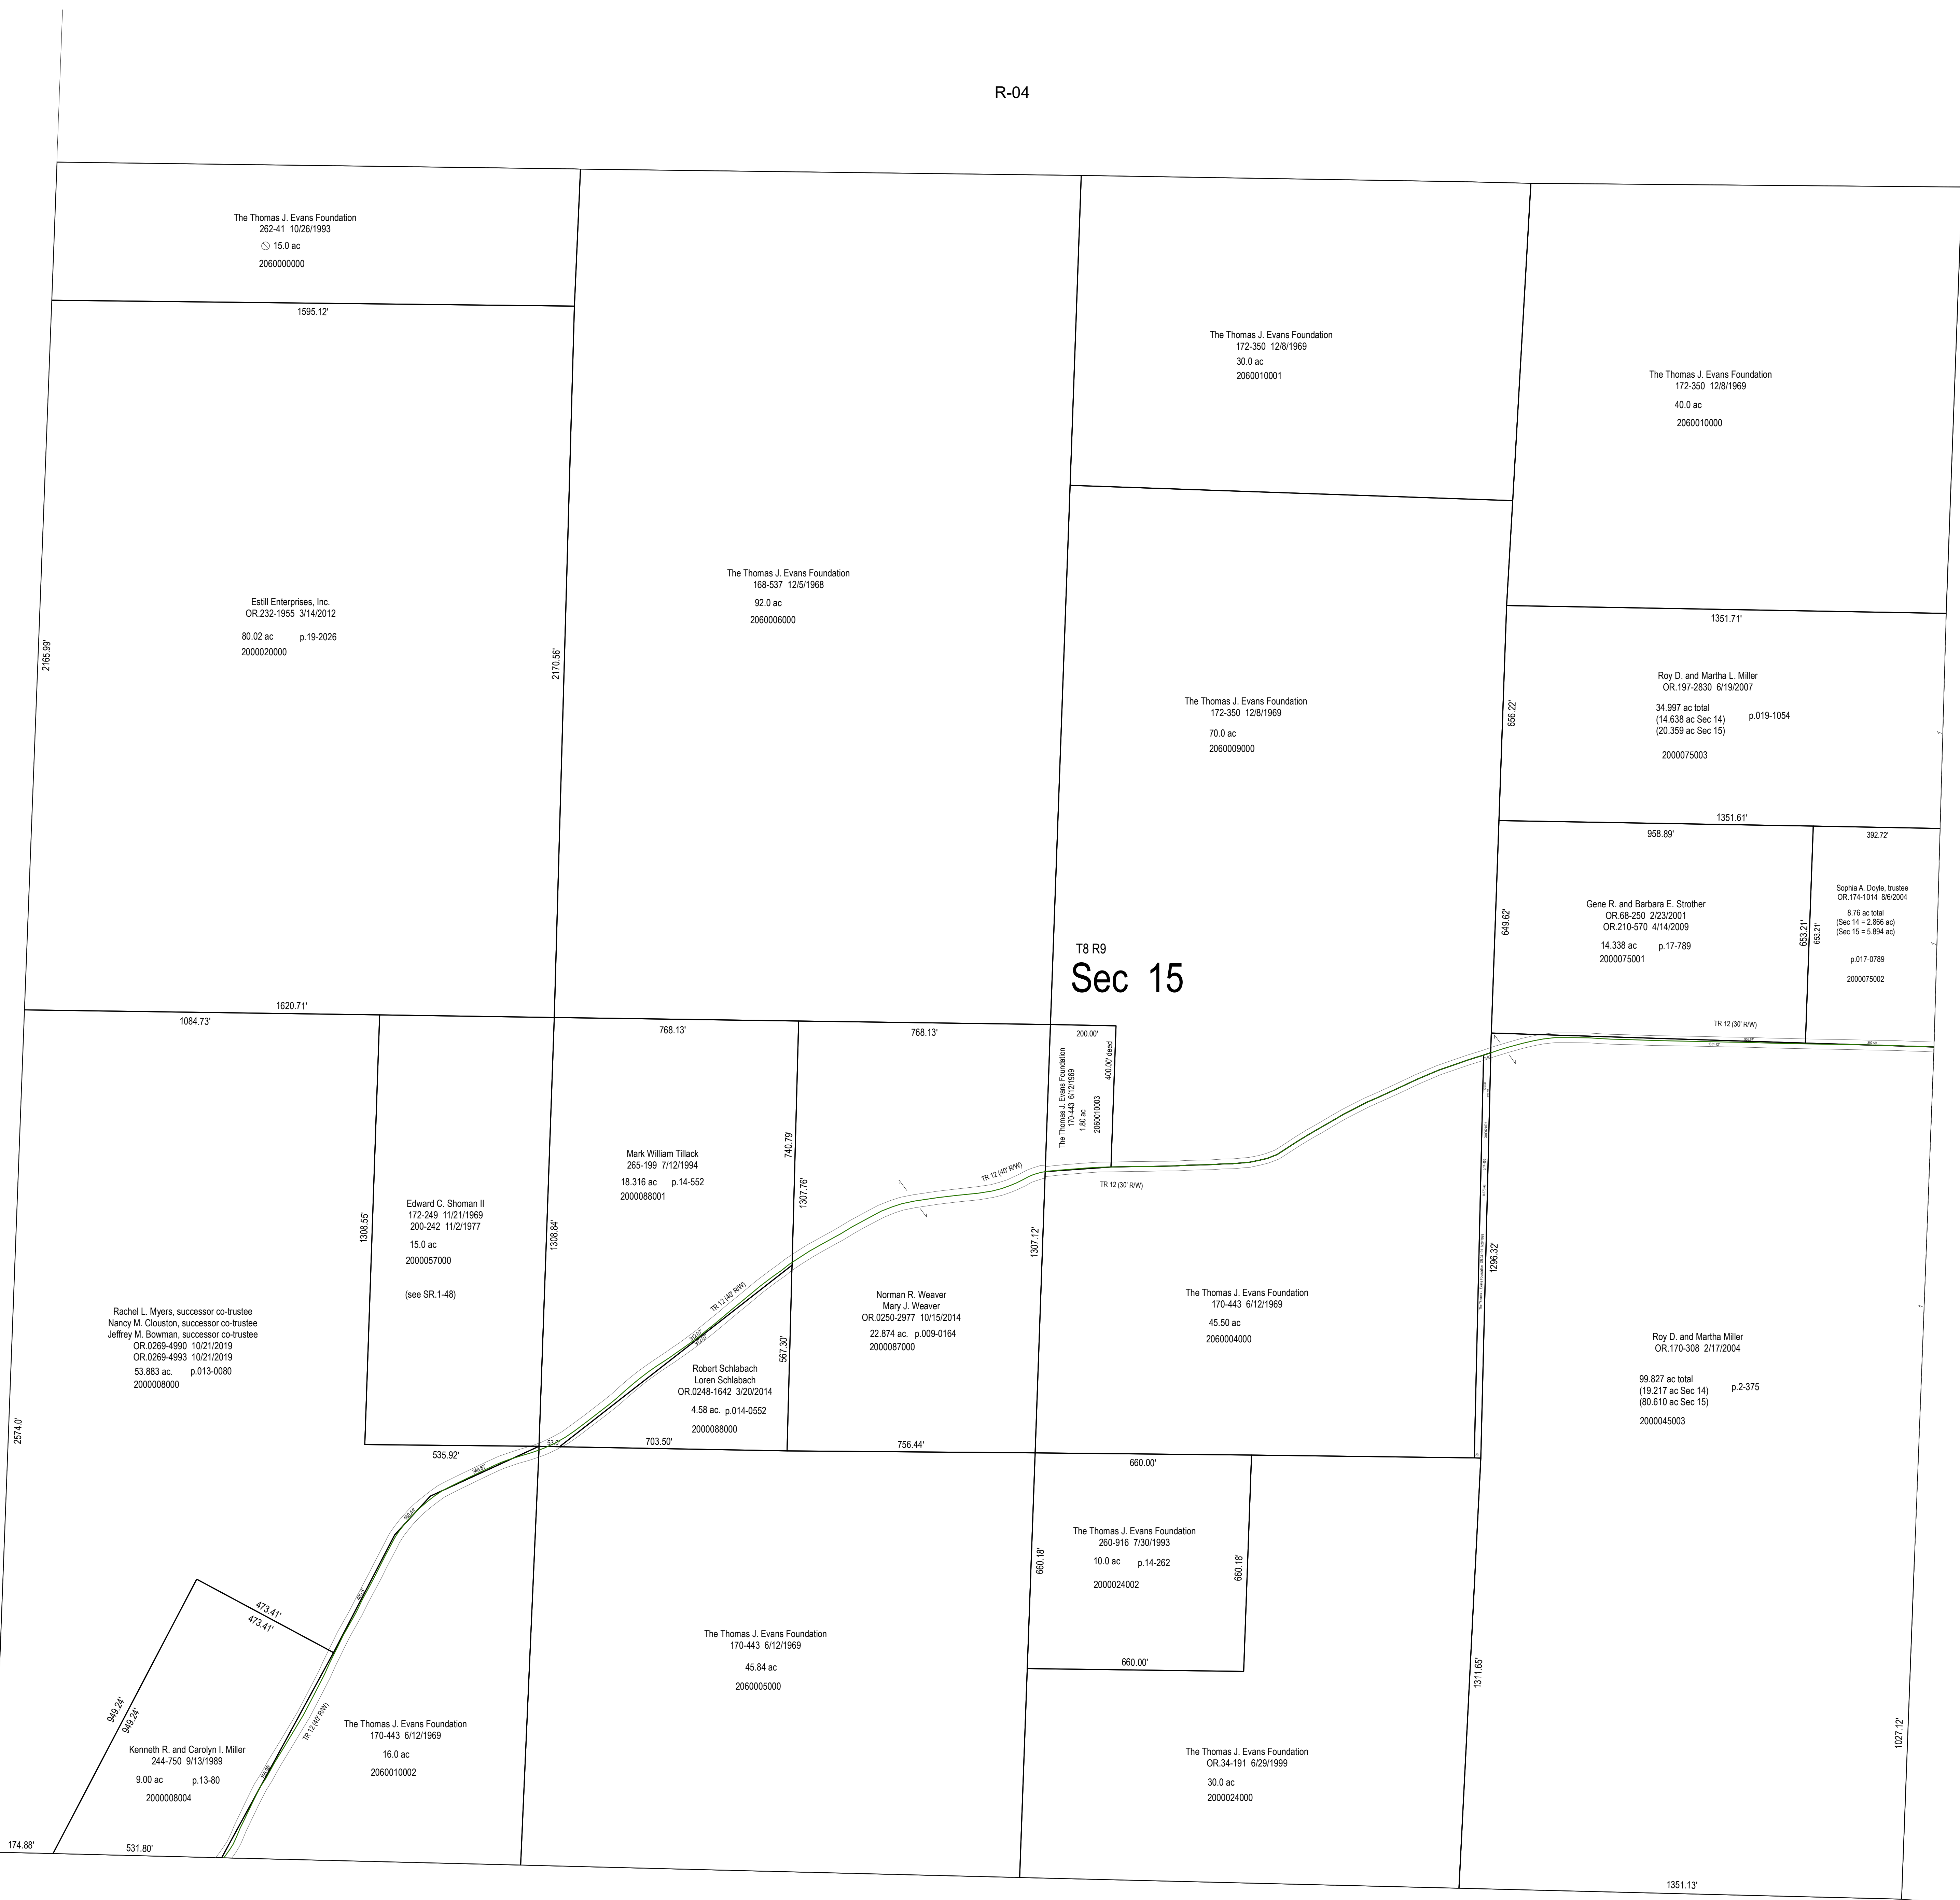 R-04
The Thomas J. Evans Foundation
262-41 10/26/1993
15.0 ac
2060000000
1595.12'
The Thomas J. Evans Foundation
172-350 12/8/1969
30.0 ac
2060010001
The Thomas J. Evans Foundation
172-350 12/8/1969
40.0 ac
2060010000
Estill Enterprises, Inc.
OR.232-1955 3/14/2012
80.02 ac p.19-2026
2000020000
2165.99'
2170.56'
The Thomas J. Evans Foundation
168-537 12/5/1968
92.0 ac
2060006000
The Thomas J. Evans Foundation
172-350 12/8/1969
70.0 ac
2060009000
1351.71'
Roy D. and Martha L. Miller
OR.197-2830 6/19/2007
34.997 ac total
(14.638 ac Sec 14) p.019-1054
(20.359 ac Sec 15)
2000075003
656.22'
1351.61'
958.89'
392.72'
Gene R. and Barbara E. Strother
OR.68-250 2/23/2001
OR.210-570 4/14/2009
14.338 ac p.17-789
2000075001
649.62'
653.21'
653.21'
Sophia A. Doyle, trustee
OR.174-1014 8/6/2004
8.76 ac total
(Sec 14 = 2.866 ac)
(Sec 15 = 5.894 ac)
p.017-0789
2000075002
T8 R9
Sec 15
1620.71'
1084.73'
768.13'
768.13'
200.00'
TR 12 (30' R/W)
The Thomas J. Evans Foundation
170-443 6/12/1969
1.80 ac
2060010003
400.00' deed
Mark William Tillack
265-199 7/12/1994
18.316 ac p.14-552
2000088001
740.79'
1307.76'
TR 12 (40' R/W)
TR 12 (30' R/W)
Edward C. Shoman II
172-249 11/21/1969
200-242 11/2/1977
15.0 ac
2000057000
(see SR.1-48)
1308.55'
1308.84'
1307.12'
1296.32'
TR 12 (40' R/W)
Rachel L. Myers, successor co-trustee
Nancy M. Clouston, successor co-trustee
Jeffrey M. Bowman, successor co-trustee
OR.0269-4990 10/21/2019
OR.0269-4993 10/21/2019
53.883 ac. p.013-0080
2000008000
2574.0'
Norman R. Weaver
Mary J. Weaver
OR.0250-2977 10/15/2014
22.874 ac. p.009-0164
2000087000
567.30'
Robert Schlabach
Loren Schlabach
OR.0248-1642 3/20/2014
4.58 ac. p.014-0552
2000088000
The Thomas J. Evans Foundation
170-443 6/12/1969
45.50 ac
2060004000
Roy D. and Martha Miller
OR.170-308 2/17/2004
99.827 ac total
(19.217 ac Sec 14) p.2-375
(80.610 ac Sec 15)
2000045003
535.92'
703.50'
756.44'
660.00'
The Thomas J. Evans Foundation
260-916 7/30/1993
10.0 ac p.14-262
2000024002
660.18'
660.18'
660.00'
473.41'
473.41'
949.24'
949.24'
TR 12 (40' R/W)
The Thomas J. Evans Foundation
170-443 6/12/1969
45.84 ac
2060005000
1311.65'
1027.12'
Kenneth R. and Carolyn I. Miller
244-750 9/13/1989
9.00 ac p.13-80
2000008004
The Thomas J. Evans Foundation
170-443 6/12/1969
16.0 ac
2060010002
The Thomas J. Evans Foundation
OR.34-191 6/29/1999
30.0 ac
2000024000
174.88'
531.80'
1351.13'